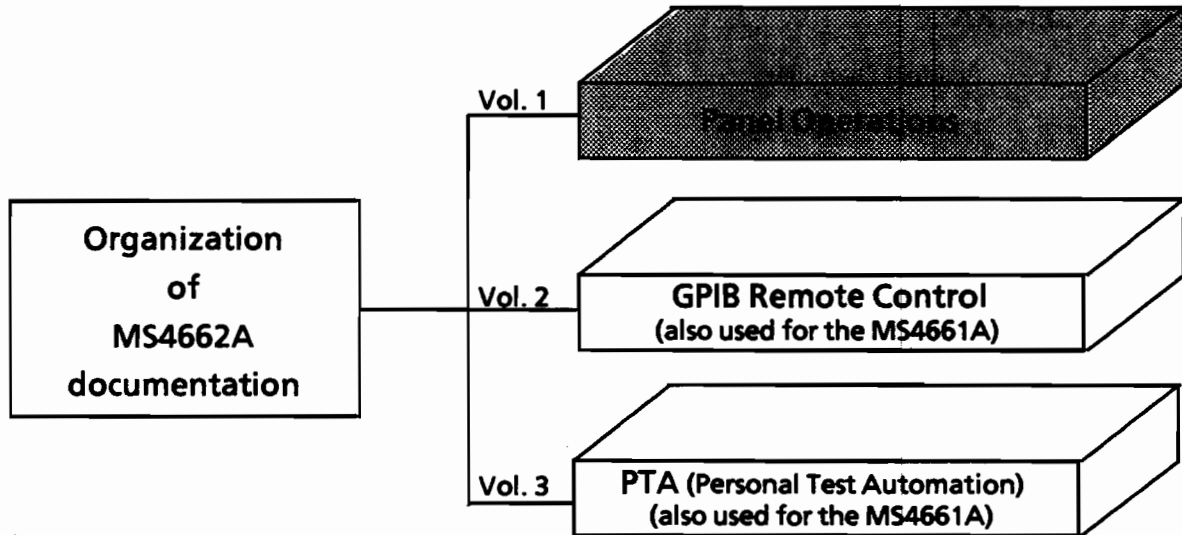 Vol. 1
Panel Operations
Organization
of
MS4662A
documentation
Vol. 2
GPIB Remote Control
(also used for the MS4661A)
Vol. 3
PTA (Personal Test Automation)
(also used for the MS4661A)